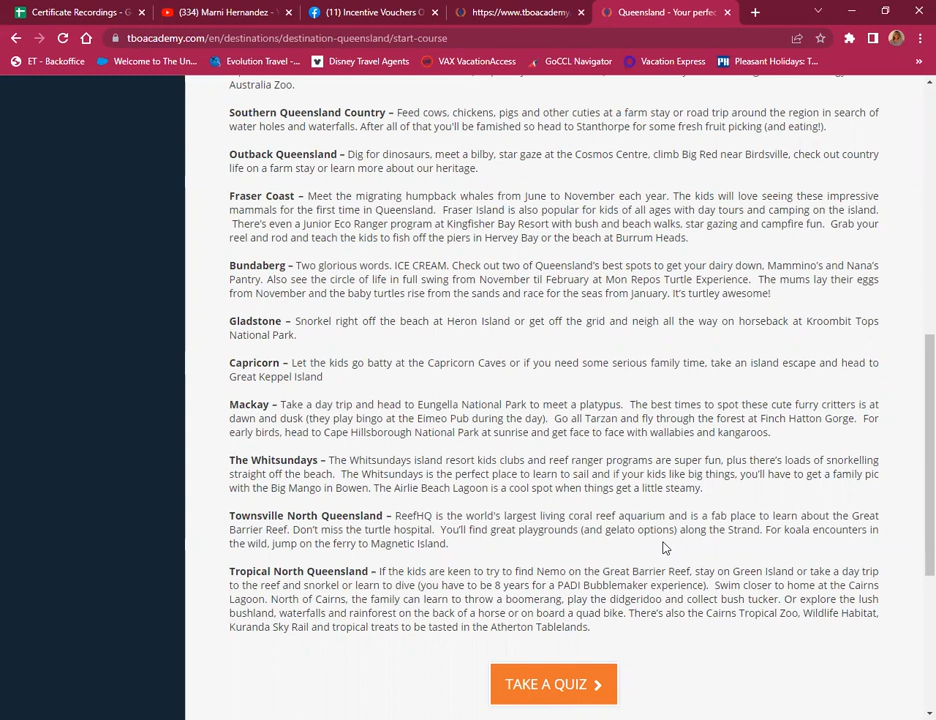 Certificate Recordings - G
(334) Marni Hernandez -
(11) Incentive Vouchers O
https://www.tboacademy.c
Queensland - Your perfec
tboacademy.com/en/destinations/destination-queensland/start-course
ET - Backoffice
Welcome to The Un...
Evolution Travel -...
Disney Travel Agents
VAX VacationAccess
GoCCL Navigator
Vacation Express
Pleasant Holidays: T...
Australia Zoo.
Southern Queensland Country – Feed cows, chickens, pigs and other cuties at a farm stay or road trip around the region in search of
water holes and waterfalls. After all of that you'll be famished so head to Stanthorpe for some fresh fruit picking (and eating!).
Outback Queensland – Dig for dinosaurs, meet a bilby, star gaze at the Cosmos Centre, climb Big Red near Birdsville, check out country
life on a farm stay or learn more about our heritage.
Fraser Coast – Meet the migrating humpback whales from June to November each year. The kids will love seeing these impressive
mammals for the first time in Queensland. Fraser Island is also popular for kids of all ages with day tours and camping on the island.
There's even a Junior Eco Ranger program at Kingfisher Bay Resort with bush and beach walks, star gazing and campfire fun. Grab your
reel and rod and teach the kids to fish off the piers in Hervey Bay or the beach at Burrum Heads.
Bundaberg – Two glorious words. ICE CREAM. Check out two of Queensland's best spots to get your dairy down, Mammino's and Nana's
Pantry. Also see the circle of life in full swing from November til February at Mon Repos Turtle Experience. The mums lay their eggs
from November and the baby turtles rise from the sands and race for the seas from January. It's turtley awesome!
Gladstone – Snorkel right off the beach at Heron Island or get off the grid and neigh all the way on horseback at Kroombit Tops
National Park.
Capricorn – Let the kids go batty at the Capricorn Caves or if you need some serious family time, take an island escape and head to
Great Keppel Island
Mackay – Take a day trip and head to Eungella National Park to meet a platypus. The best times to spot these cute furry critters is at
dawn and dusk (they play bingo at the Eimeo Pub during the day). Go all Tarzan and fly through the forest at Finch Hatton Gorge. For
early birds, head to Cape Hillsborough National Park at sunrise and get face to face with wallabies and kangaroos.
The Whitsundays – The Whitsundays island resort kids clubs and reef ranger programs are super fun, plus there's loads of snorkelling
straight off the beach. The Whitsundays is the perfect place to learn to sail and if your kids like big things, you'll have to get a family pic
with the Big Mango in Bowen. The Airlie Beach Lagoon is a cool spot when things get a little steamy.
Townsville North Queensland – ReefHQ is the world's largest living coral reef aquarium and is a fab place to learn about the Great
Barrier Reef. Don't miss the turtle hospital. You'll find great playgrounds (and gelato options) along the Strand. For koala encounters in
the wild, jump on the ferry to Magnetic Island.
Tropical North Queensland – If the kids are keen to try to find Nemo on the Great Barrier Reef, stay on Green Island or take a day trip
to the reef and snorkel or learn to dive (you have to be 8 years for a PADI Bubblemaker experience). Swim closer to home at the Cairns
Lagoon. North of Cairns, the family can learn to throw a boomerang, play the didgeridoo and collect bush tucker. Or explore the lush
bushland, waterfalls and rainforest on the back of a horse or on board a quad bike. There's also the Cairns Tropical Zoo, Wildlife Habitat,
Kuranda Sky Rail and tropical treats to be tasted in the Atherton Tablelands.
TAKE A QUIZ